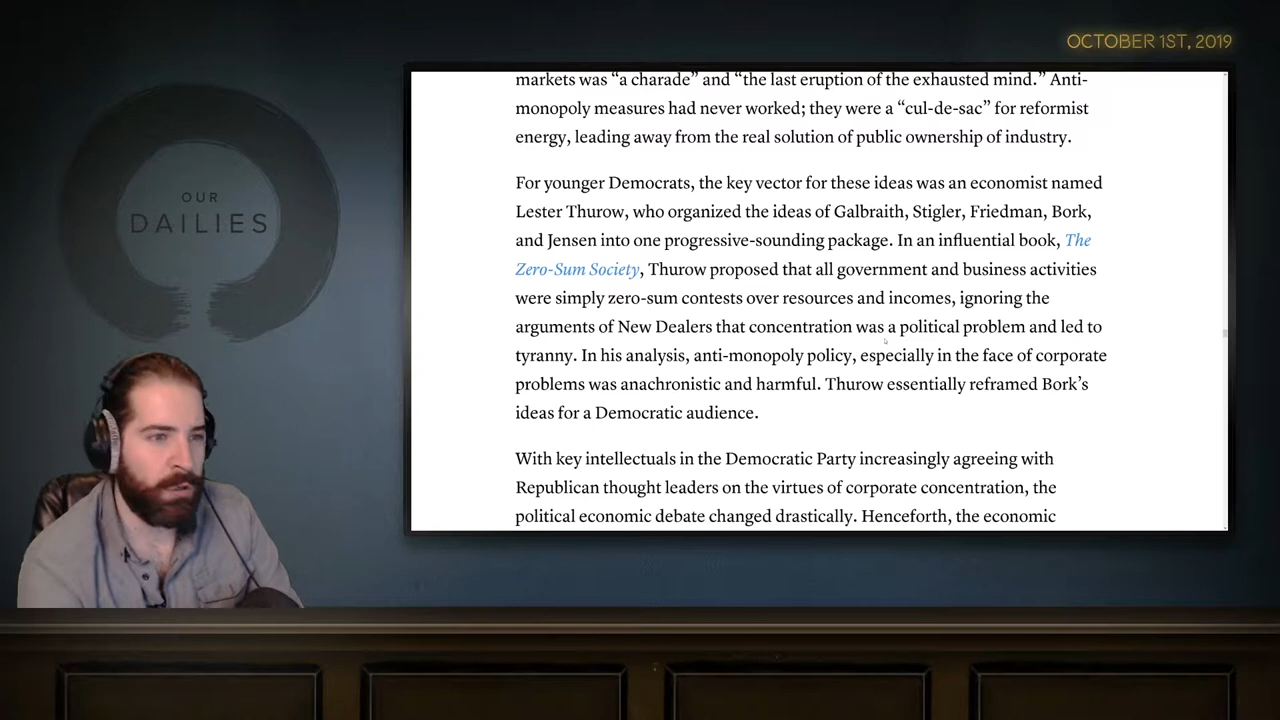 OCTOBER 1ST, 2019
OUR
DAILIES
markets was “a charade” and “the last eruption of the exhausted mind.” Anti-
monopoly measures had never worked; they were a “cul-de-sac” for reformist
energy, leading away from the real solution of public ownership of industry.
For younger Democrats, the key vector for these ideas was an economist named
Lester Thurow, who organized the ideas of Galbraith, Stigler, Friedman, Bork,
and Jensen into one progressive-sounding package. In an influential book, The
Zero-Sum Society, Thurow proposed that all government and business activities
were simply zero-sum contests over resources and incomes, ignoring the
arguments of New Dealers that concentration was a political problem and led to
tyranny. In his analysis, anti-monopoly policy, especially in the face of corporate
problems was anachronistic and harmful. Thurow essentially reframed Bork’s
ideas for a Democratic audience.
With key intellectuals in the Democratic Party increasingly agreeing with
Republican thought leaders on the virtues of corporate concentration, the
political economic debate changed drastically. Henceforth, the economic